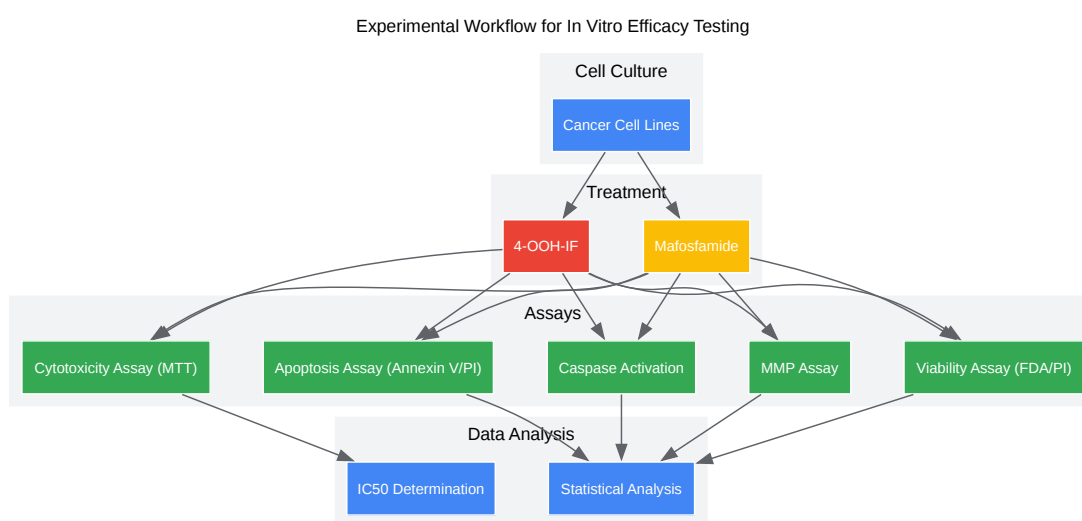 Experimental Workflow for In Vitro Efficacy Testing
Cell Culture
Cancer Cell Lines
Treatment
4-OOH-IF
Mafosfamide
Assays
Cytotoxicity Assay (MTT)
Apoptosis Assay (Annexin V/PI)
Caspase Activation
MMP Assay
Viability Assay (FDA/PI)
Data Analysis
IC50 Determination
Statistical Analysis